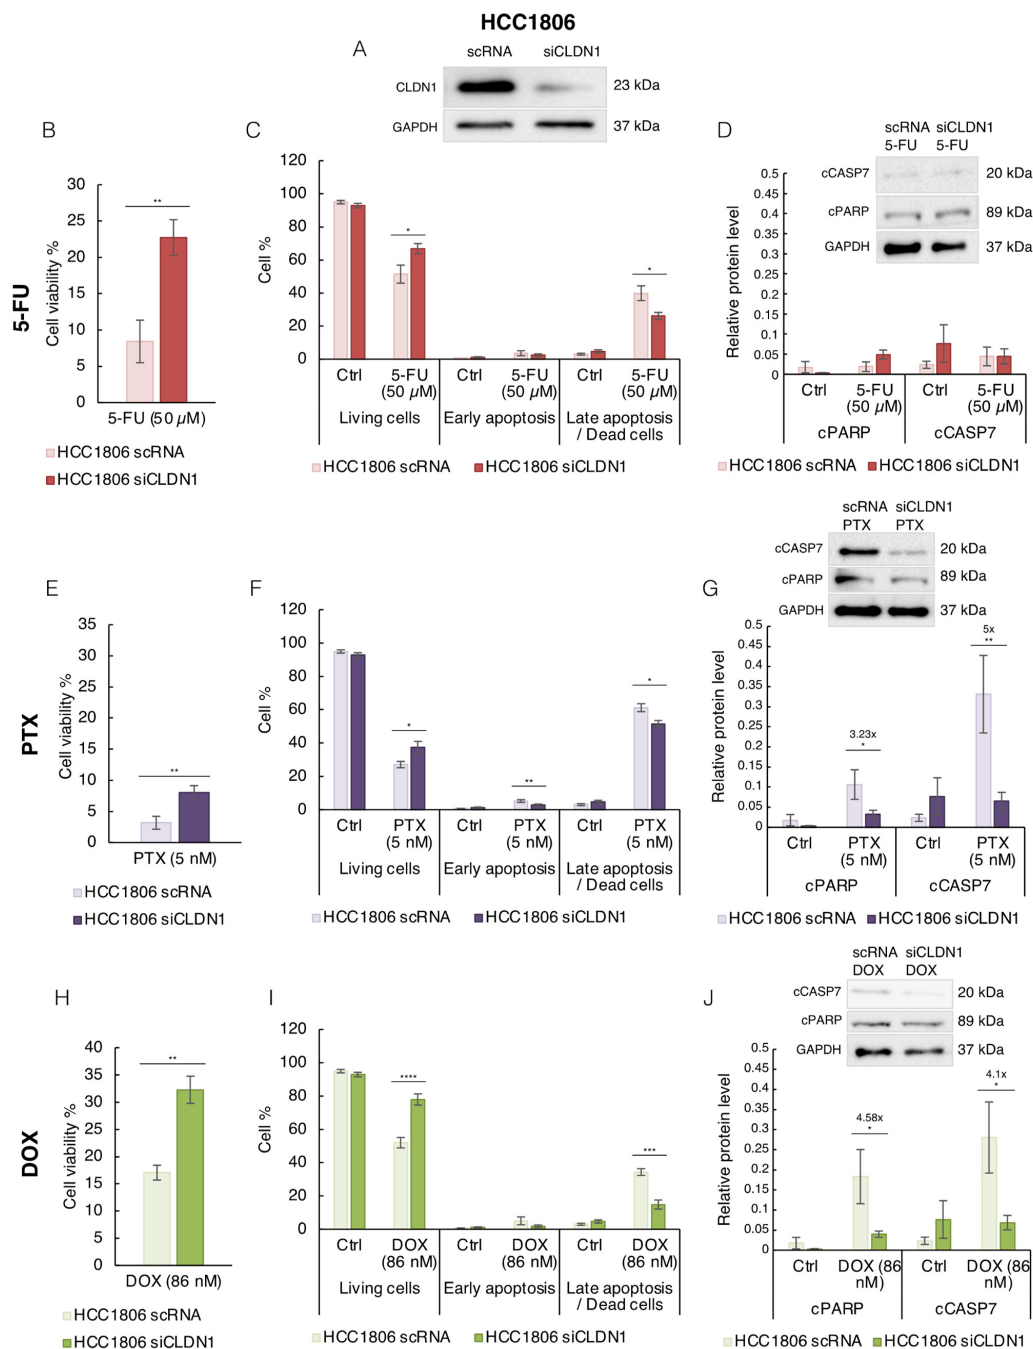 HCC1806
A
scRNA siCLDN1
CLDN1 23 kDa
GAPDH 37 kDa
5-FU
B
Cell viability %
30
25
20
15
10
5
0
**
5-FU (50 µM)
HCC1806 scRNA
HCC1806 siCLDN1
C
Cell %
120
100
80
60
40
20
0
*
*
Ctrl 5-FU (50 µM) Ctrl 5-FU (50 µM) Ctrl 5-FU (50 µM)
Living cells Early apoptosis Late apoptosis / Dead cells
HCC1806 scRNA HCC1806 siCLDN1
D
scRNA siCLDN1
5-FU 5-FU
cCASP7 20 kDa
cPARP 89 kDa
GAPDH 37 kDa
Relative protein level
0.5
0.45
0.4
0.35
0.3
0.25
0.2
0.15
0.1
0.05
0
Ctrl 5-FU (50 µM) Ctrl 5-FU (50 µM)
cPARP cCASP7
HCC1806 scRNA HCC1806 siCLDN1
PTX
E
Cell viability %
35
30
25
20
15
10
5
0
**
PTX (5 nM)
HCC1806 scRNA
HCC1806 siCLDN1
F
Cell %
120
100
80
60
40
20
0
*
**
*
Ctrl PTX (5 nM) Ctrl PTX (5 nM) Ctrl PTX (5 nM)
Living cells Early apoptosis Late apoptosis / Dead cells
HCC1806 scRNA HCC1806 siCLDN1
G
scRNA siCLDN1
PTX PTX
cCASP7 20 kDa
cPARP 89 kDa
GAPDH 37 kDa
Relative protein level
0.5
0.45
0.4
0.35
0.3
0.25
0.2
0.15
0.1
0.05
0
3.23x
*
5x
**
Ctrl PTX (5 nM) Ctrl PTX (5 nM)
cPARP cCASP7
HCC1806 scRNA HCC1806 siCLDN1
DOX
H
Cell viability %
40
35
30
25
20
15
10
5
0
**
DOX (86 nM)
HCC1806 scRNA
HCC1806 siCLDN1
I
Cell %
120
100
80
60
40
20
0
****
***
Ctrl DOX (86 nM) Ctrl DOX (86 nM) Ctrl DOX (86 nM)
Living cells Early apoptosis Late apoptosis / Dead cells
HCC1806 scRNA HCC1806 siCLDN1
J
scRNA siCLDN1
DOX DOX
cCASP7 20 kDa
cPARP 89 kDa
GAPDH 37 kDa
Relative protein level
0.5
0.45
0.4
0.35
0.3
0.25
0.2
0.15
0.1
0.05
0
4.58x
*
4.1x
*
Ctrl DOX (86 nM) Ctrl DOX (86 nM)
cPARP cCASP7
HCC1806 scRNA HCC1806 siCLDN1